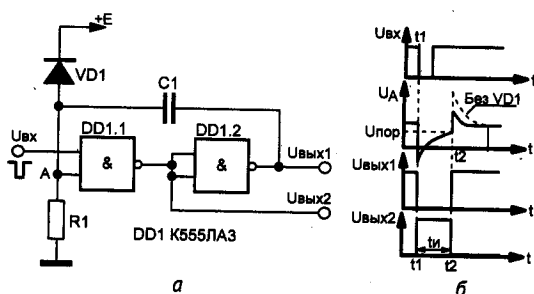 +E
VD1
C1
DD1.1
DD1.2
Uвх
&
&
Uвых1
A
Uвых2
R1
DD1 К555ЛА3
а
Uвх
t1
t
UА
Без VD1
Uпор
t2
t
Uвых1
t
Uвых2
tи
t1
t2
t
б